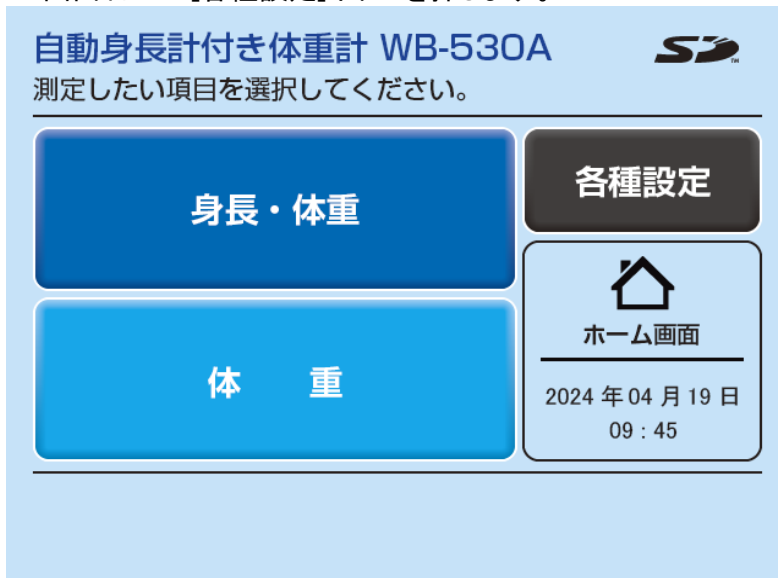 自動身長計付き体重計 WB-530A
SD
TM
測定したい項目を選択してください。
身長・体重
各種設定
体 重
ホーム画面
2024 年 04 月 19 日
09 : 45